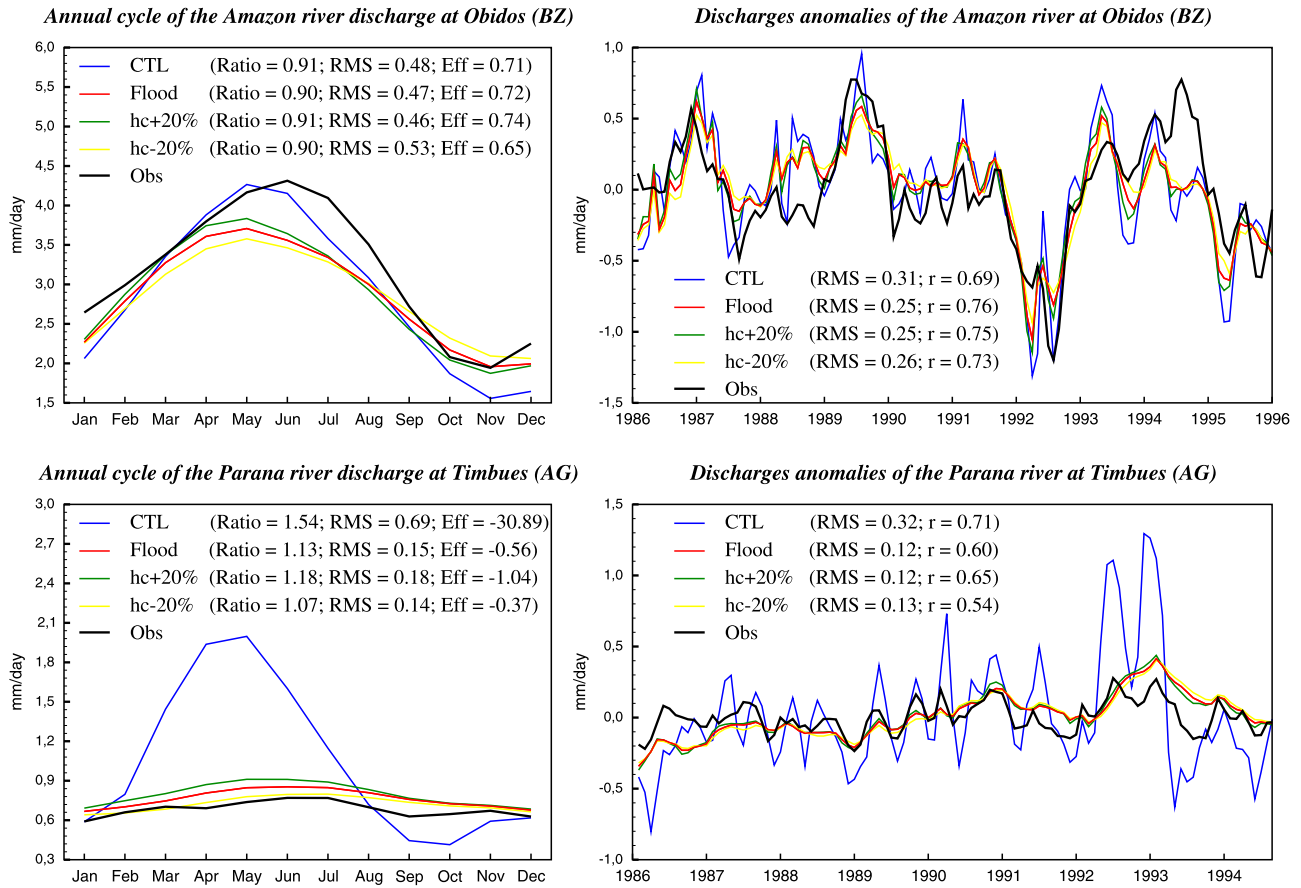 Annual cycle of the Amazon river discharge at Obidos (BZ)
6,0
5,5
5,0
4,5
4,0
3,5
3,0
2,5
2,0
1,5
mm/day
CTL (Ratio = 0.91; RMS = 0.48; Eff = 0.71)
Flood (Ratio = 0.90; RMS = 0.47; Eff = 0.72)
hc+20% (Ratio = 0.91; RMS = 0.46; Eff = 0.74)
hc-20% (Ratio = 0.90; RMS = 0.53; Eff = 0.65)
Obs
Jan Feb Mar Apr May Jun Jul Aug Sep Oct Nov Dec
Discharges anomalies of the Amazon river at Obidos (BZ)
1,0
0,5
0,0
-0,5
-1,0
-1,5
mm/day
CTL (RMS = 0.31; r = 0.69)
Flood (RMS = 0.25; r = 0.76)
hc+20% (RMS = 0.25; r = 0.75)
hc-20% (RMS = 0.26; r = 0.73)
Obs
1986 1987 1988 1989 1990 1991 1992 1993 1994 1995 1996
Annual cycle of the Parana river discharge at Timbues (AG)
3,0
2,7
2,4
2,1
1,8
1,5
1,2
0,9
0,6
0,3
mm/day
CTL (Ratio = 1.54; RMS = 0.69; Eff = -30.89)
Flood (Ratio = 1.13; RMS = 0.15; Eff = -0.56)
hc+20% (Ratio = 1.18; RMS = 0.18; Eff = -1.04)
hc-20% (Ratio = 1.07; RMS = 0.14; Eff = -0.37)
Obs
Jan Feb Mar Apr May Jun Jul Aug Sep Oct Nov Dec
Discharges anomalies of the Parana river at Timbues (AG)
1,5
1,0
0,5
0,0
-0,5
-1,0
mm/day
CTL (RMS = 0.32; r = 0.71)
Flood (RMS = 0.12; r = 0.60)
hc+20% (RMS = 0.12; r = 0.65)
hc-20% (RMS = 0.13; r = 0.54)
Obs
1986 1987 1988 1989 1990 1991 1992 1993 1994